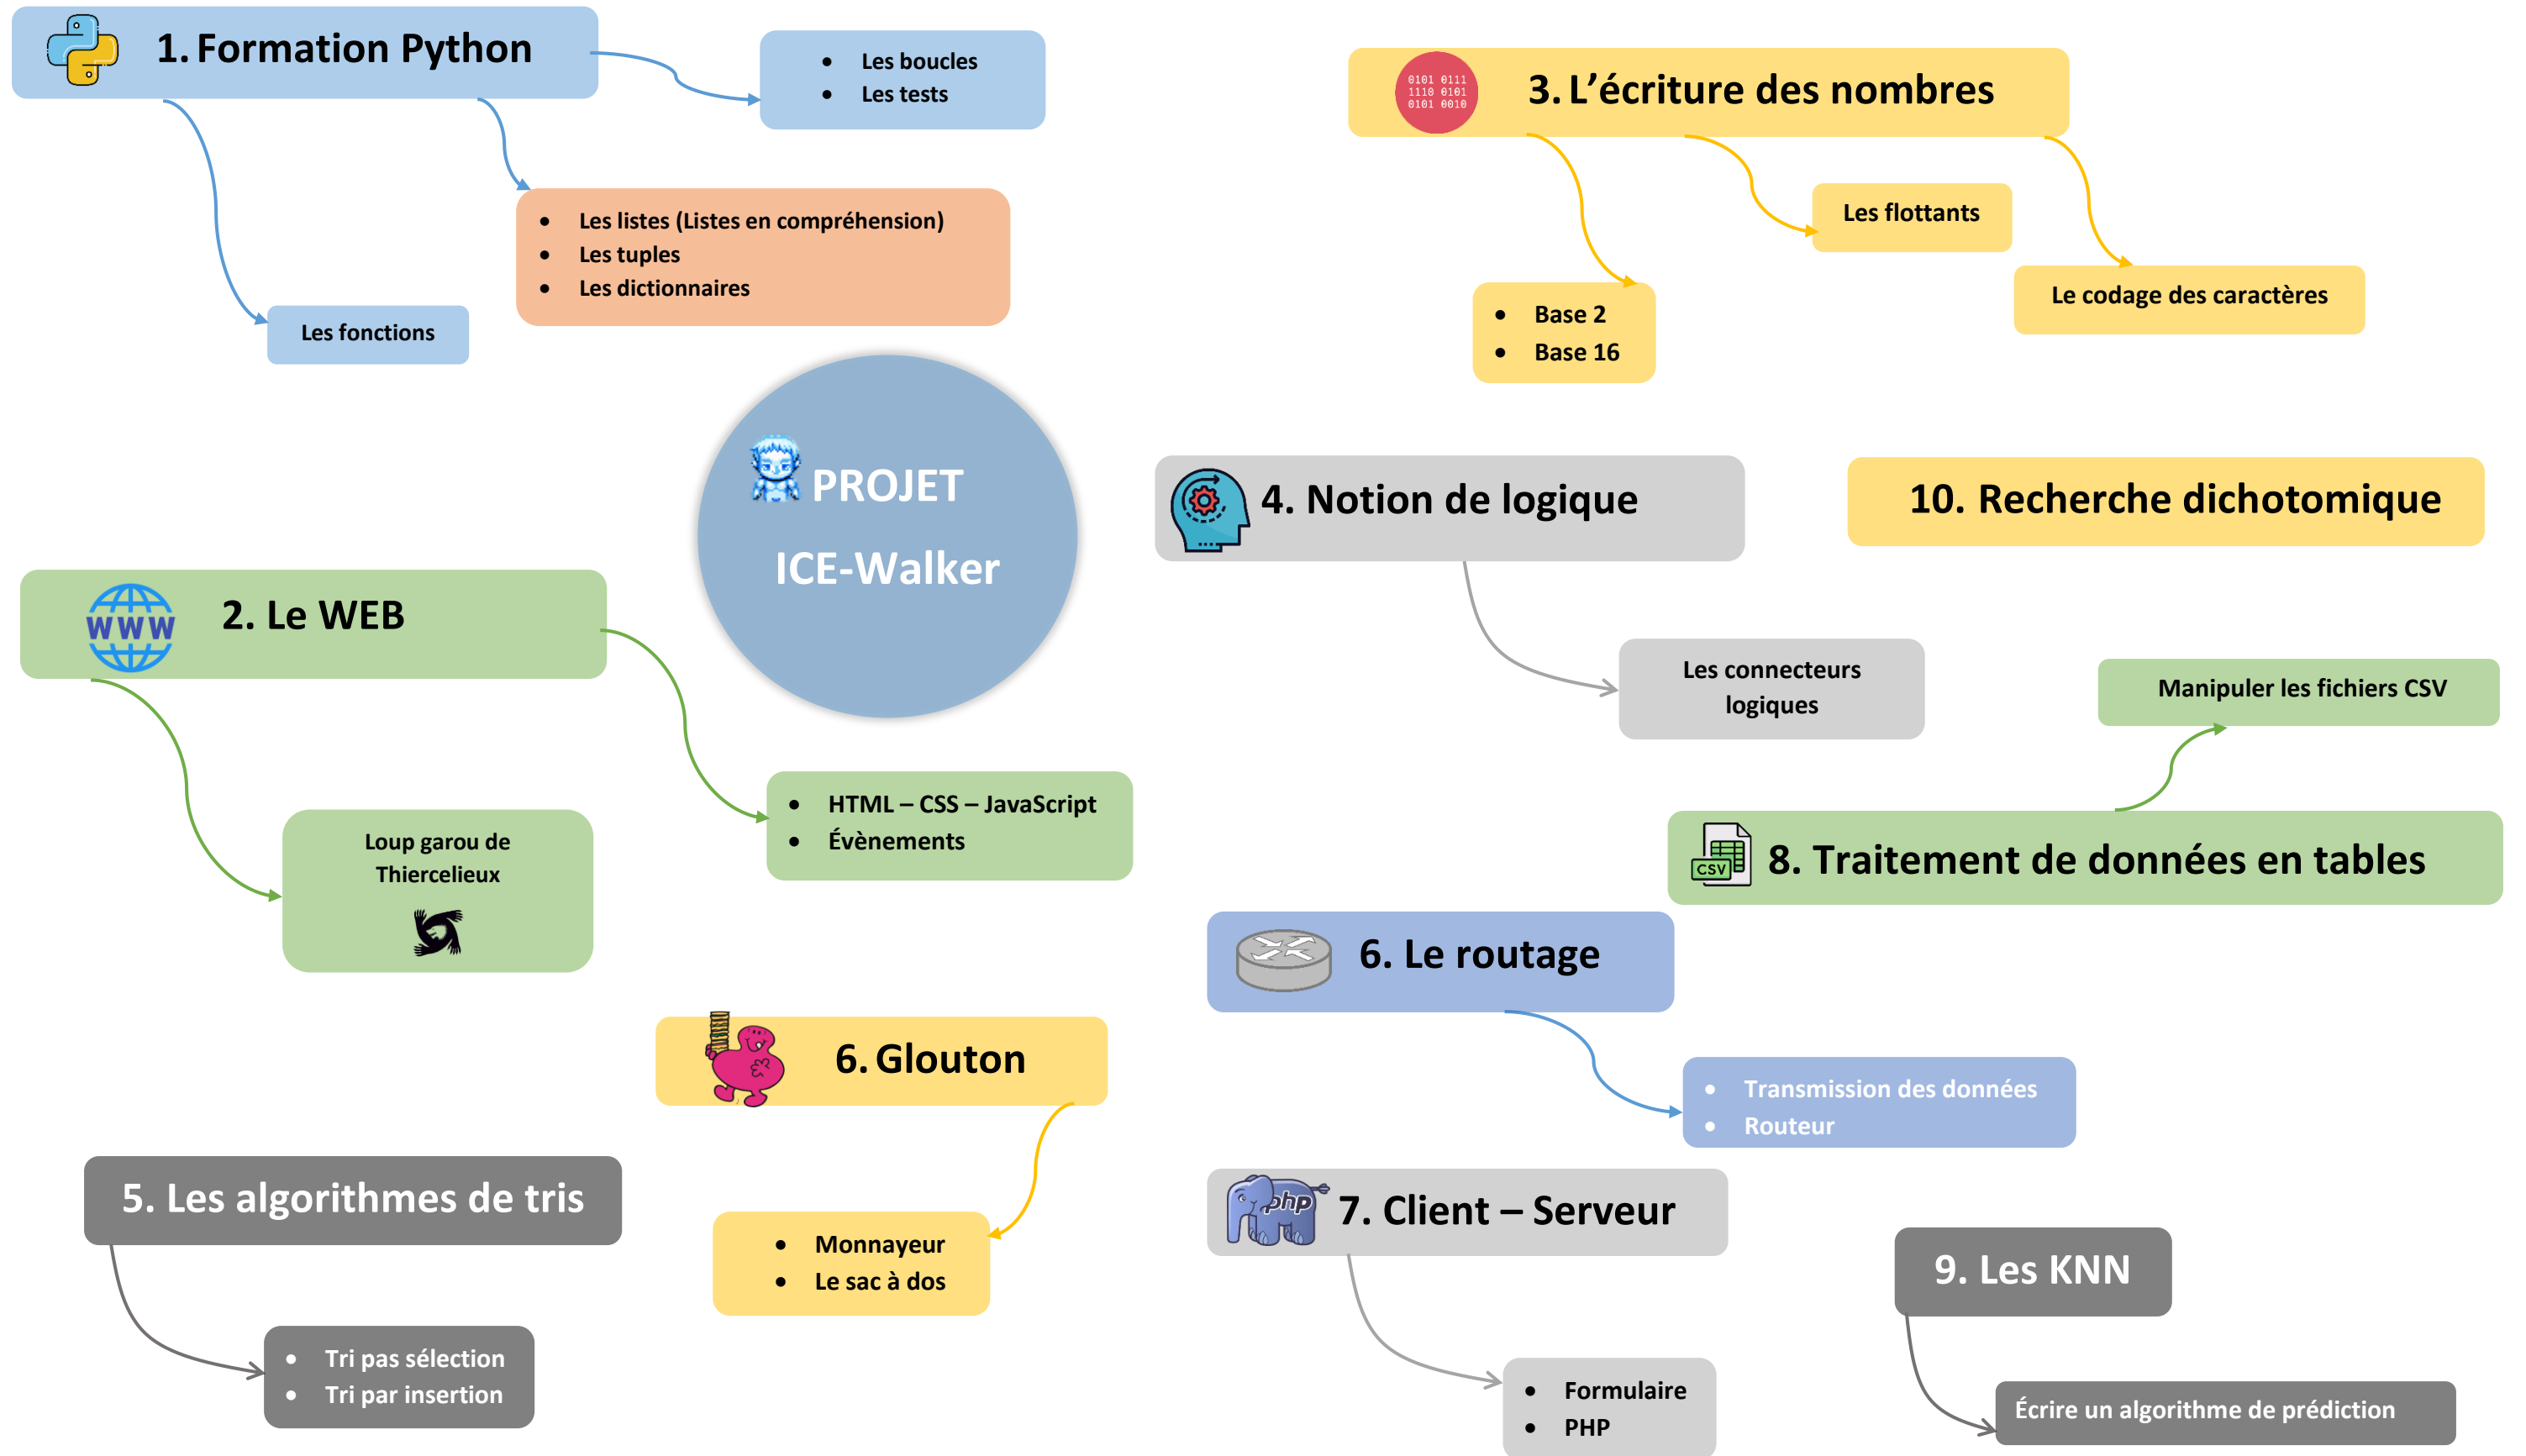 1. Formation Python
• Les boucles
• Les tests
• Les listes (Listes en compréhension)
• Les tuples
• Les dictionnaires
Les fonctions
3. L’écriture des nombres
0101 0111
1110 0101
0101 0010
Les flottants
Le codage des caractères
• Base 2
• Base 16
PROJET
ICE-Walker
4. Notion de logique
Les connecteurs
logiques
10. Recherche dichotomique
2. Le WEB
WWW
• HTML – CSS – JavaScript
• Évènements
Loup garou de
Thiercelieux
Manipuler les fichiers CSV
8. Traitement de données en tables
CSV
6. Le routage
• Transmission des données
• Routeur
6. Glouton
• Monnayeur
• Le sac à dos
5. Les algorithmes de tris
• Tri pas sélection
• Tri par insertion
7. Client – Serveur
php
• Formulaire
• PHP
9. Les KNN
Écrire un algorithme de prédiction